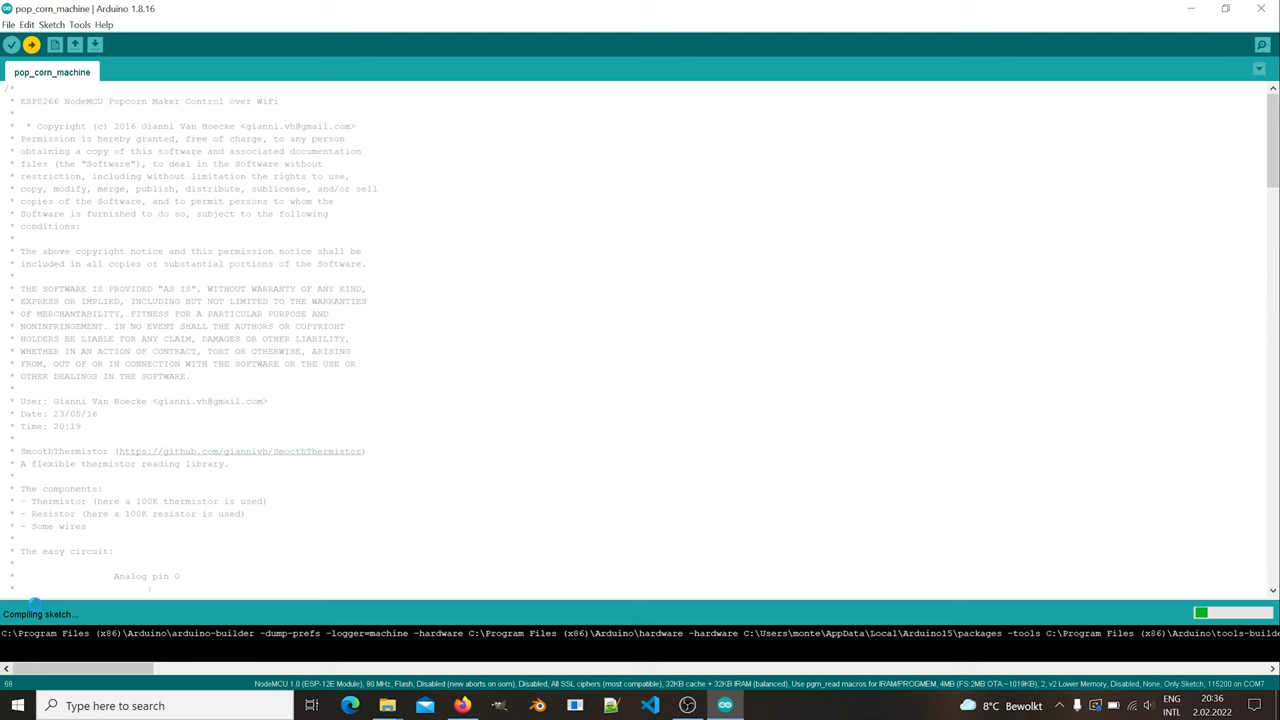 pop_corn_machine | Arduino 1.8.16
File Edit Sketch Tools Help
pop_corn_machine
/*
* ESP8266 NodeMCU Popcorn Maker Control over WiFi
*
* * Copyright (c) 2016 Gianni Van Hoecke <gianni.vh@gmail.com>
* Permission is hereby granted, free of charge, to any person
* obtaining a copy of this software and associated documentation
* files (the "Software"), to deal in the Software without
* restriction, including without limitation the rights to use,
* copy, modify, merge, publish, distribute, sublicense, and/or sell
* copies of the Software, and to permit persons to whom the
* Software is furnished to do so, subject to the following
* conditions:
*
* The above copyright notice and this permission notice shall be
* included in all copies or substantial portions of the Software.
*
* THE SOFTWARE IS PROVIDED "AS IS", WITHOUT WARRANTY OF ANY KIND,
* EXPRESS OR IMPLIED, INCLUDING BUT NOT LIMITED TO THE WARRANTIES
* OF MERCHANTABILITY, FITNESS FOR A PARTICULAR PURPOSE AND
* NONINFRINGEMENT. IN NO EVENT SHALL THE AUTHORS OR COPYRIGHT
* HOLDERS BE LIABLE FOR ANY CLAIM, DAMAGES OR OTHER LIABILITY,
* WHETHER IN AN ACTION OF CONTRACT, TORT OR OTHERWISE, ARISING
* FROM, OUT OF OR IN CONNECTION WITH THE SOFTWARE OR THE USE OR
* OTHER DEALINGS IN THE SOFTWARE.
*
* User: Gianni Van Hoecke <gianni.vh@gmail.com>
* Date: 23/05/16
* Time: 20:19
*
* SmoothThermistor (https://github.com/giannivh/SmoothThermistor)
* A flexible thermistor reading library.
*
* The components:
* - Thermistor (here a 100K thermistor is used)
* - Resistor (here a 100K resistor is used)
* - Some wires
*
* The easy circuit:
*
* Analog pin 0
* |
Compiling sketch...
C:\Program Files (x86)\Arduino\arduino-builder -dump-prefs -logger=machine -hardware C:\Program Files (x86)\Arduino\hardware -hardware C:\Users\monte\AppData\Local\Arduino15\packages -tools C:\Program Files (x86)\Arduino\tools-builde
68 NodeMCU 1.0 (ESP-12E Module), 80 MHz, Flash, Disabled (new aborts on oom), Disabled, All SSL ciphers (most compatible), 32KB cache + 32KB IRAM (balanced), Use pgm_read macros for IRAM/PROGMEM, 4MB (FS:2MB OTA:~1019KB), 2, v2 Lower Memory, Disabled, None, Only Sketch, 115200 on COM7
Type here to search
8°C Bewolkt
ENG
INTL
20:36
2.02.2022